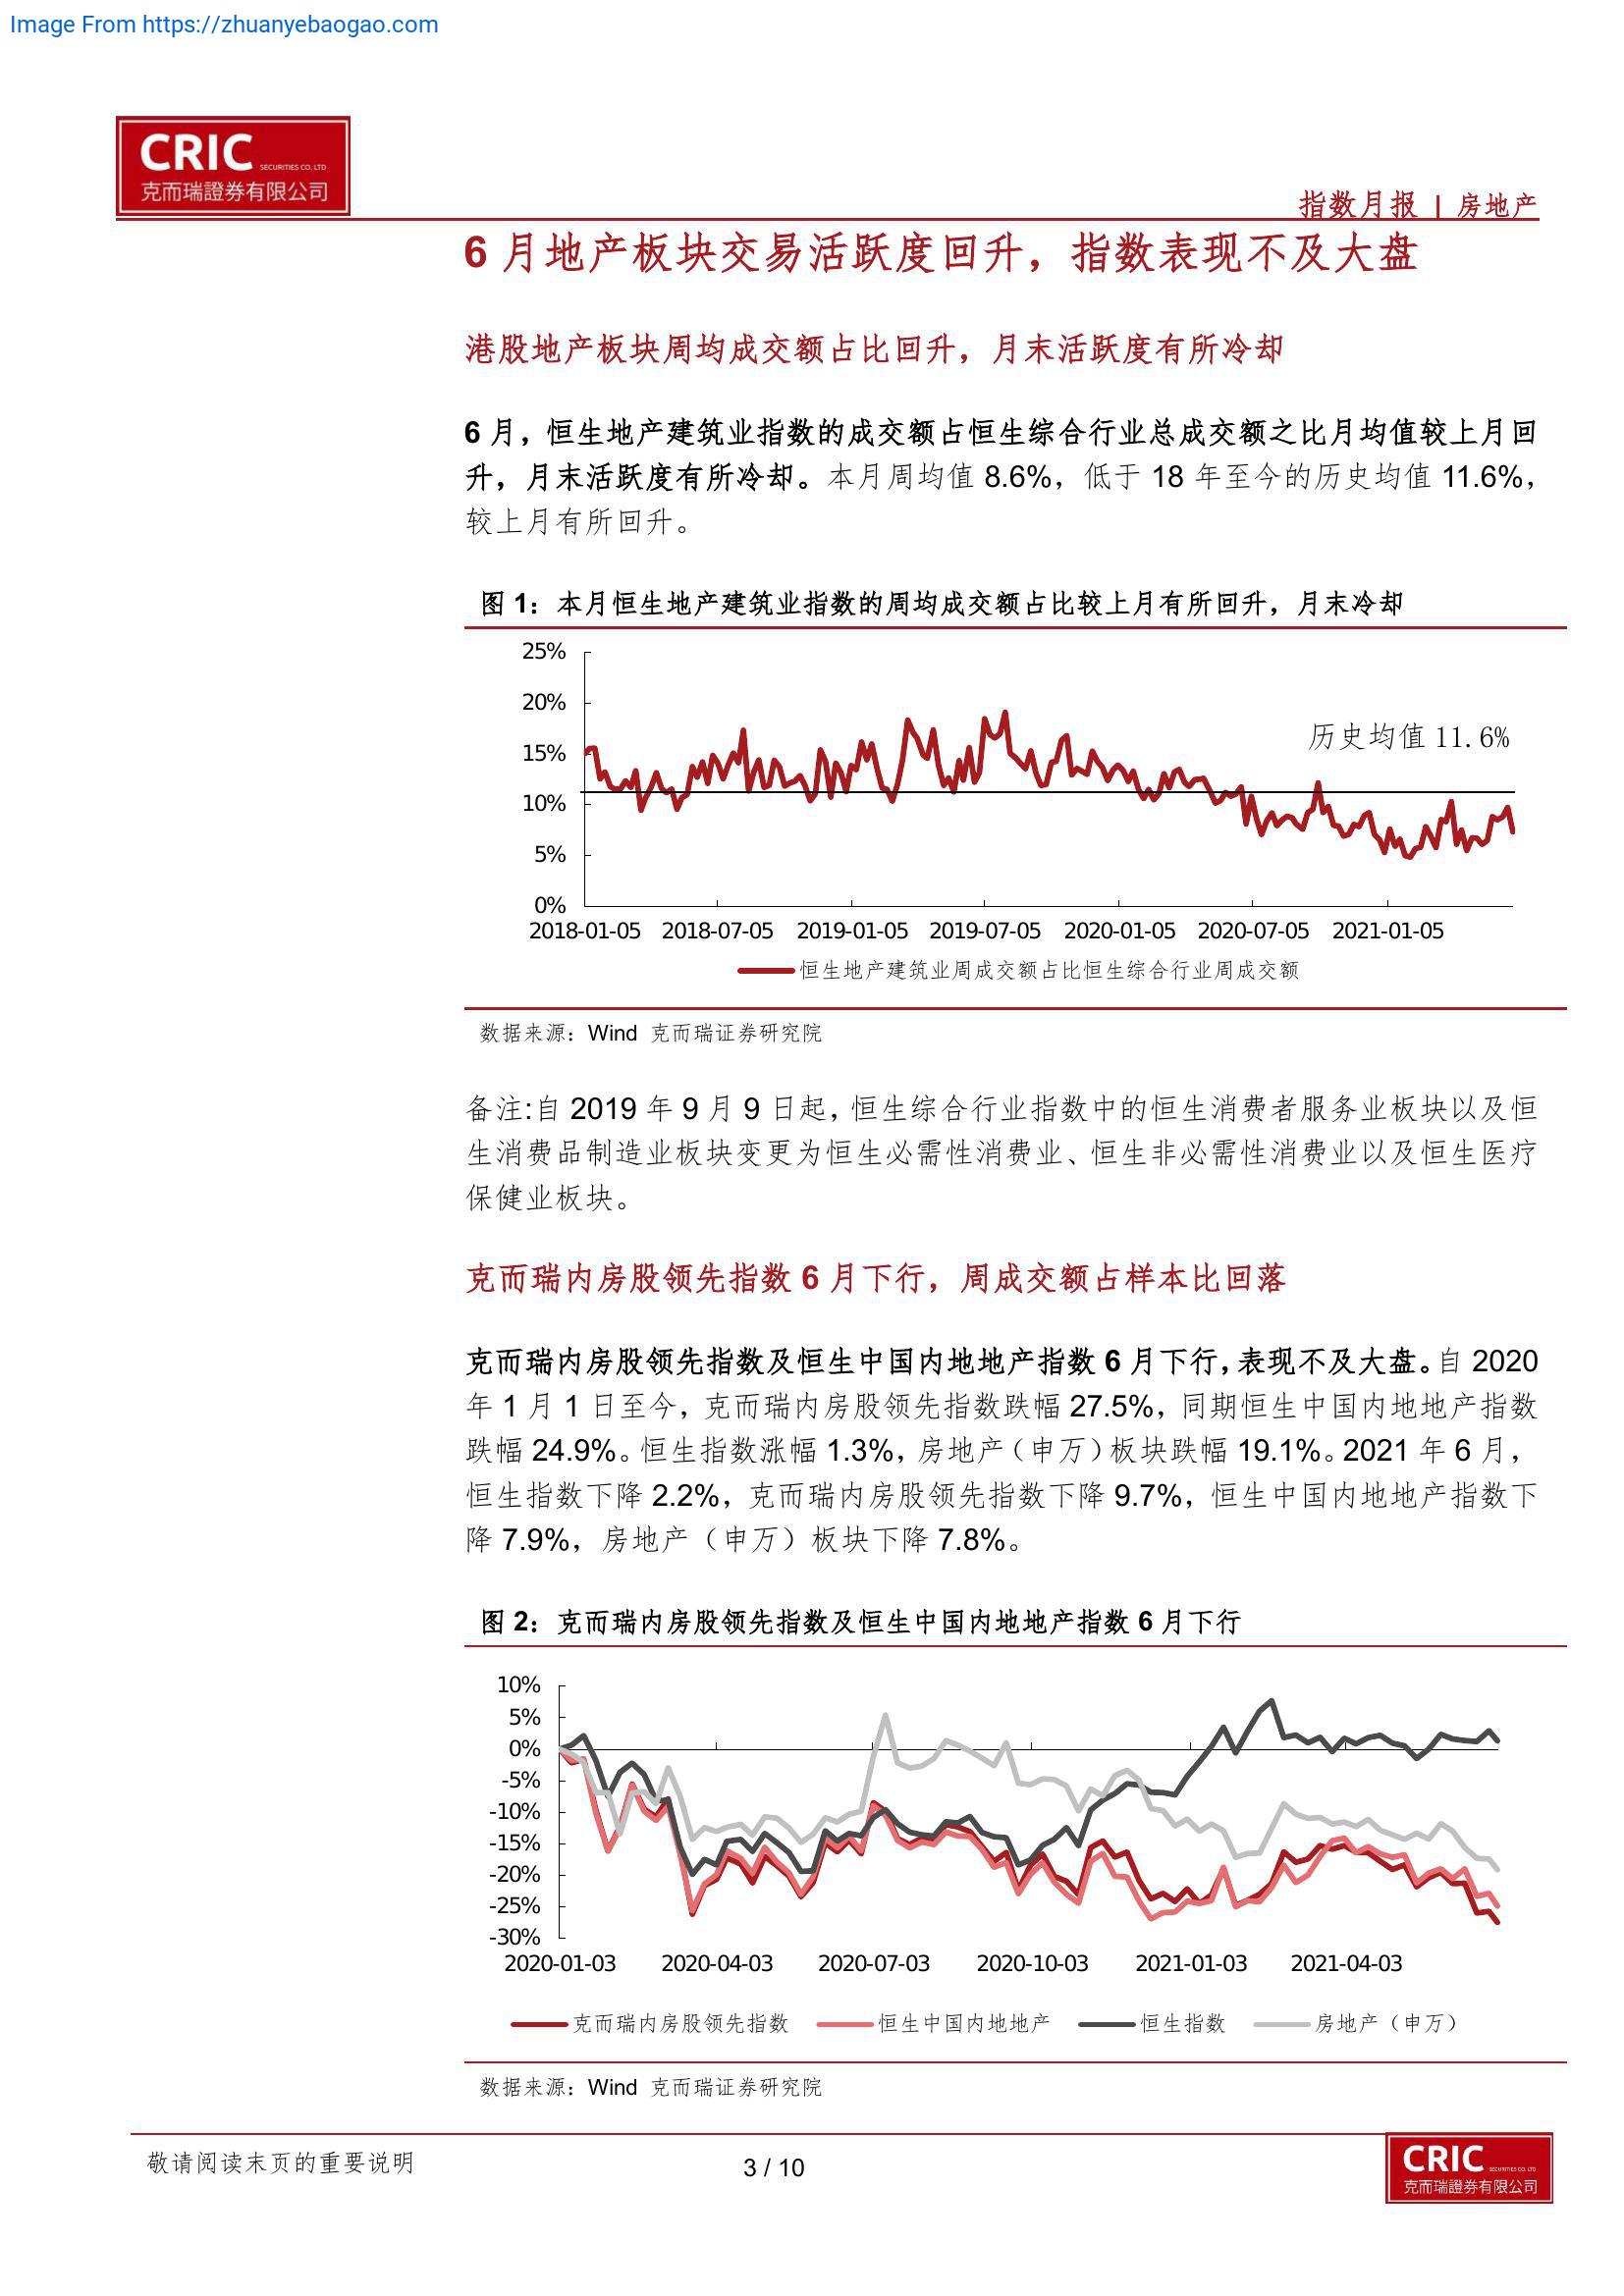 Image From https://zhuanyebaogao.com
CRIC SECURITIES CO. LTD
克而瑞證券有限公司
指数月报 | 房地产
6 月地产板块交易活跃度回升，指数表现不及大盘
港股地产板块周均成交额占比回升，月末活跃度有所冷却
6 月，恒生地产建筑业指数的成交额占恒生综合行业总成交额之比月均值较上月回
升，月末活跃度有所冷却。本月周均值 8.6%，低于 18 年至今的历史均值 11.6%，
较上月有所回升。
图 1：本月恒生地产建筑业指数的周均成交额占比较上月有所回升，月末冷却
25%
20%
15%
10%
5%
0%
历史均值 11.6%
2018-01-05 2018-07-05 2019-01-05 2019-07-05 2020-01-05 2020-07-05 2021-01-05
恒生地产建筑业周成交额占比恒生综合行业周成交额
数据来源：Wind 克而瑞证券研究院
备注:自 2019 年 9 月 9 日起，恒生综合行业指数中的恒生消费者服务业板块以及恒
生消费品制造业板块变更为恒生必需性消费业、恒生非必需性消费业以及恒生医疗
保健业板块。
克而瑞内房股领先指数 6 月下行，周成交额占样本比回落
克而瑞内房股领先指数及恒生中国内地地产指数 6 月下行，表现不及大盘。自 2020
年 1 月 1 日至今，克而瑞内房股领先指数跌幅 27.5%，同期恒生中国内地地产指数
跌幅 24.9%。恒生指数涨幅 1.3%，房地产（申万）板块跌幅 19.1%。2021 年 6 月，
恒生指数下降 2.2%，克而瑞内房股领先指数下降 9.7%，恒生中国内地地产指数下
降 7.9%，房地产（申万）板块下降 7.8%。
图 2：克而瑞内房股领先指数及恒生中国内地地产指数 6 月下行
10%
5%
0%
-5%
-10%
-15%
-20%
-25%
-30%
2020-01-03 2020-04-03 2020-07-03 2020-10-03 2021-01-03 2021-04-03
克而瑞内房股领先指数 恒生中国内地地产 恒生指数 房地产（申万）
数据来源：Wind 克而瑞证券研究院
敬请阅读末页的重要说明
3 / 10
CRIC SECURITIES CO. LTD
克而瑞證券有限公司